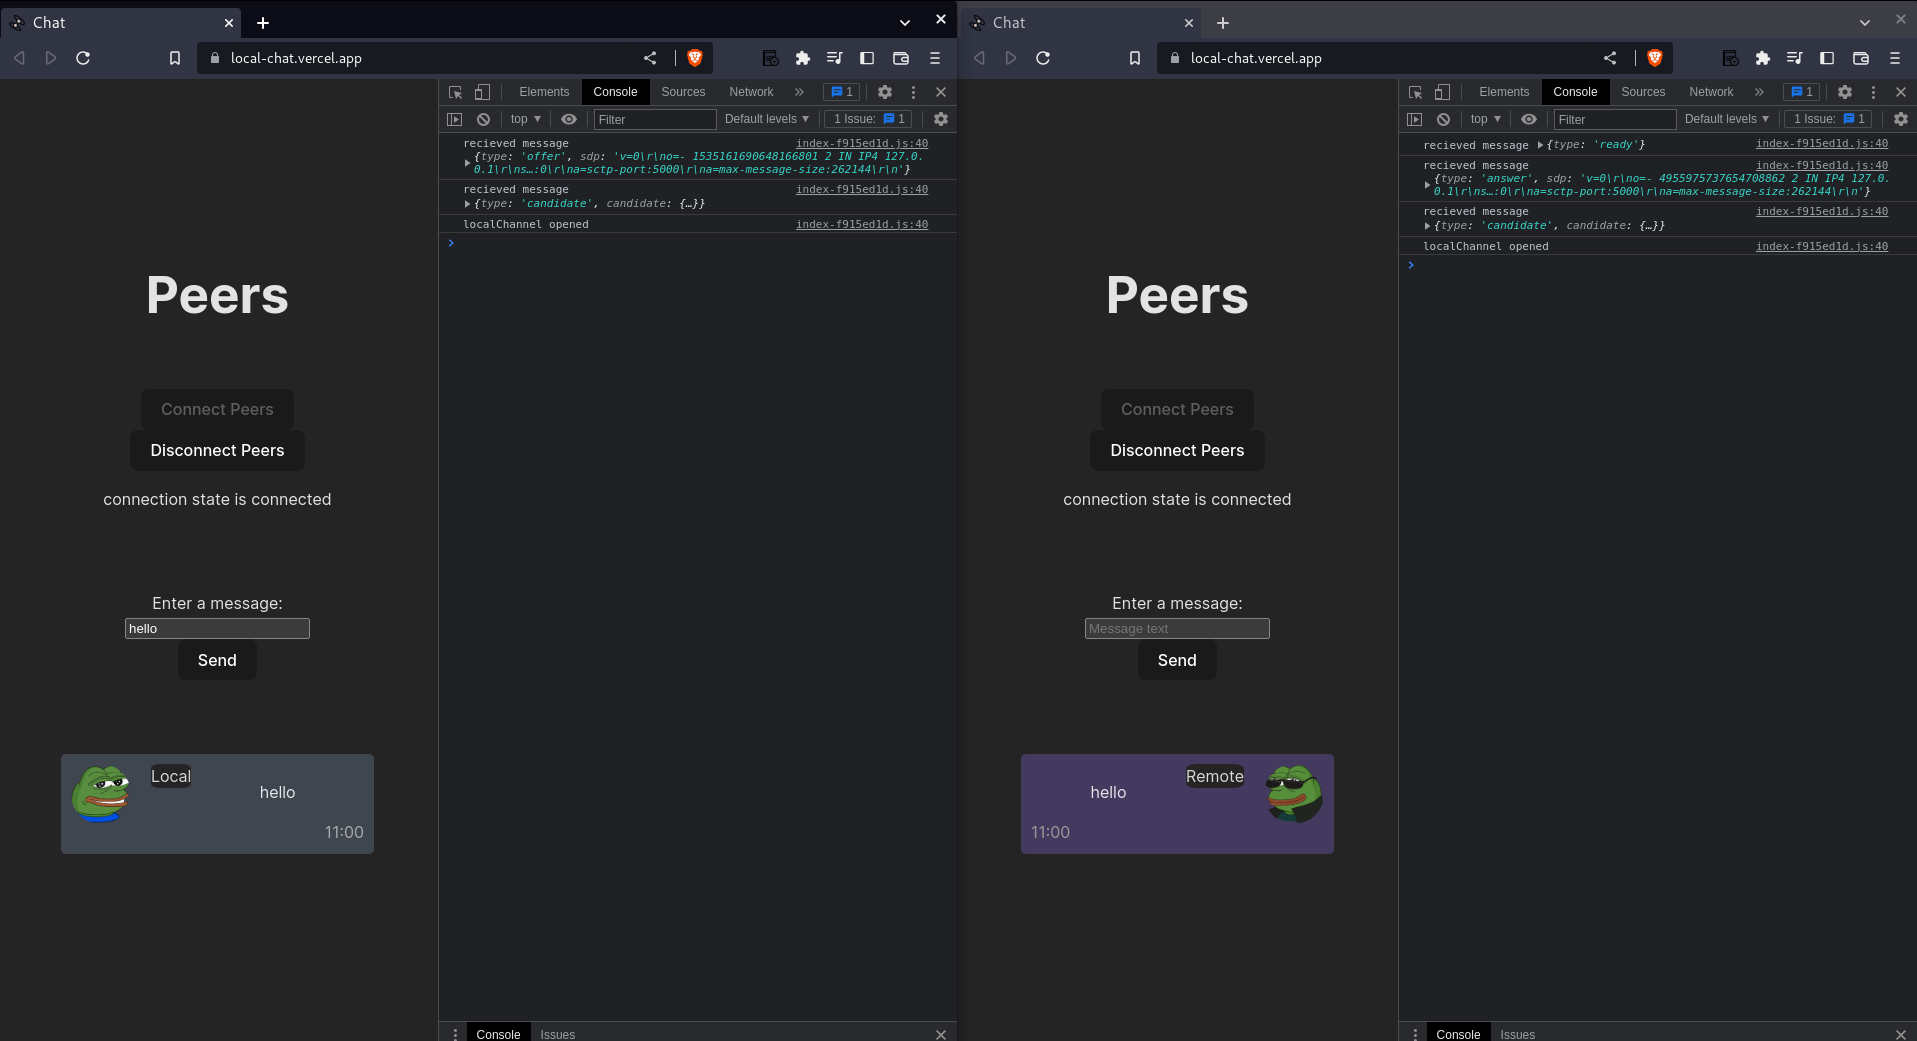 Chat
local-chat.vercel.app
Elements Console Sources Network 1
top Filter Default levels 1 Issue: 1
recieved message index-f915ed1d.js:40
{type: 'offer', sdp: 'v=0\r\no=- 1535161690648166801 2 IN IP4 127.0.
0.1\r\ns…:0\r\na=sctp-port:5000\r\na=max-message-size:262144\r\n'}
recieved message index-f915ed1d.js:40
{type: 'candidate', candidate: {…}}
localChannel opened index-f915ed1d.js:40
Peers
Connect Peers
Disconnect Peers
connection state is connected
Enter a message:
hello
Send
Local
hello
11:00
Console Issues
Chat
local-chat.vercel.app
Elements Console Sources Network 1
top Filter Default levels 1 Issue: 1
recieved message {type: 'ready'} index-f915ed1d.js:40
recieved message index-f915ed1d.js:40
{type: 'answer', sdp: 'v=0\r\no=- 4955975737654708862 2 IN IP4 127.0.
0.1\r\ns…:0\r\na=sctp-port:5000\r\na=max-message-size:262144\r\n'}
recieved message index-f915ed1d.js:40
{type: 'candidate', candidate: {…}}
localChannel opened index-f915ed1d.js:40
Peers
Connect Peers
Disconnect Peers
connection state is connected
Enter a message:
Message text
Send
Remote
hello
11:00
Console Issues